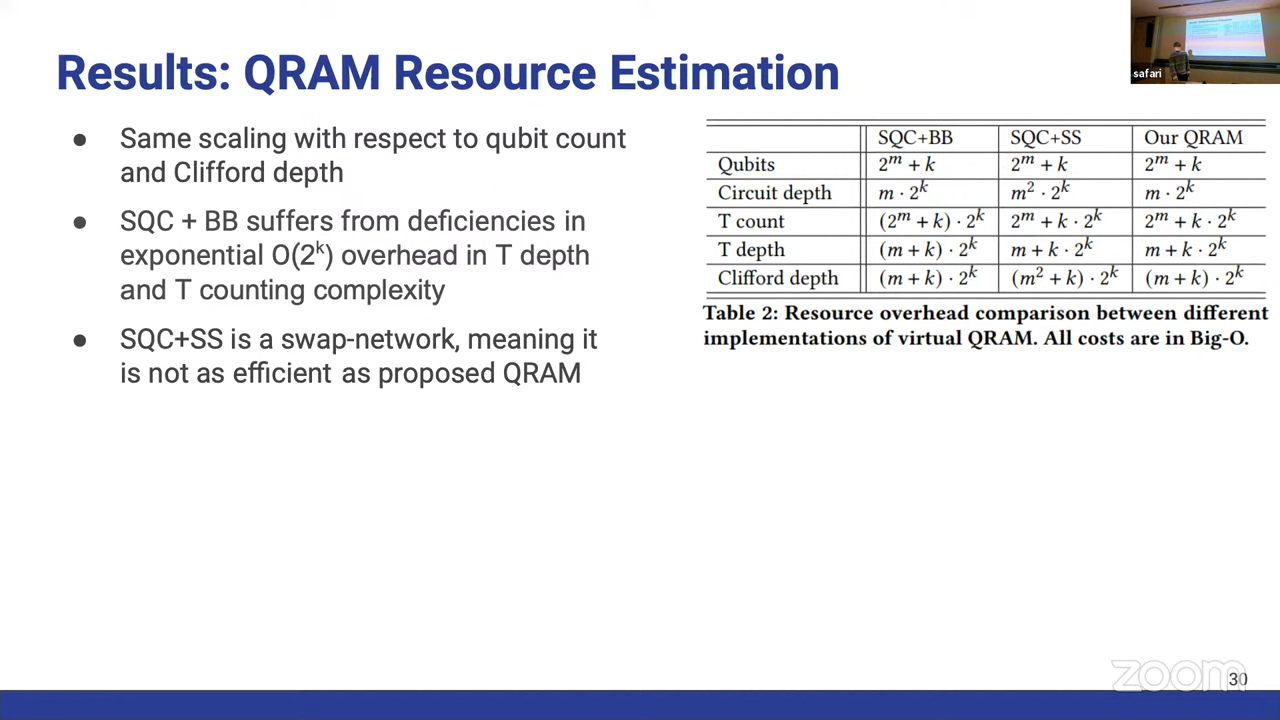 safari
Results: QRAM Resource Estimation
● Same scaling with respect to qubit count
and Clifford depth
● SQC + BB suffers from deficiencies in
exponential O(2ᵏ) overhead in T depth
and T counting complexity
● SQC+SS is a swap-network, meaning it
is not as efficient as proposed QRAM
SQC+BB SQC+SS Our QRAM
Qubits 2ᵐ + k 2ᵐ + k 2ᵐ + k
Circuit depth m · 2ᵏ m² · 2ᵏ m · 2ᵏ
T count (2ᵐ + k) · 2ᵏ 2ᵐ + k · 2ᵏ 2ᵐ + k · 2ᵏ
T depth (m + k) · 2ᵏ m + k · 2ᵏ m + k · 2ᵏ
Clifford depth (m + k) · 2ᵏ (m² + k) · 2ᵏ (m + k) · 2ᵏ
Table 2: Resource overhead comparison between different
implementations of virtual QRAM. All costs are in Big-O.
zoom
30